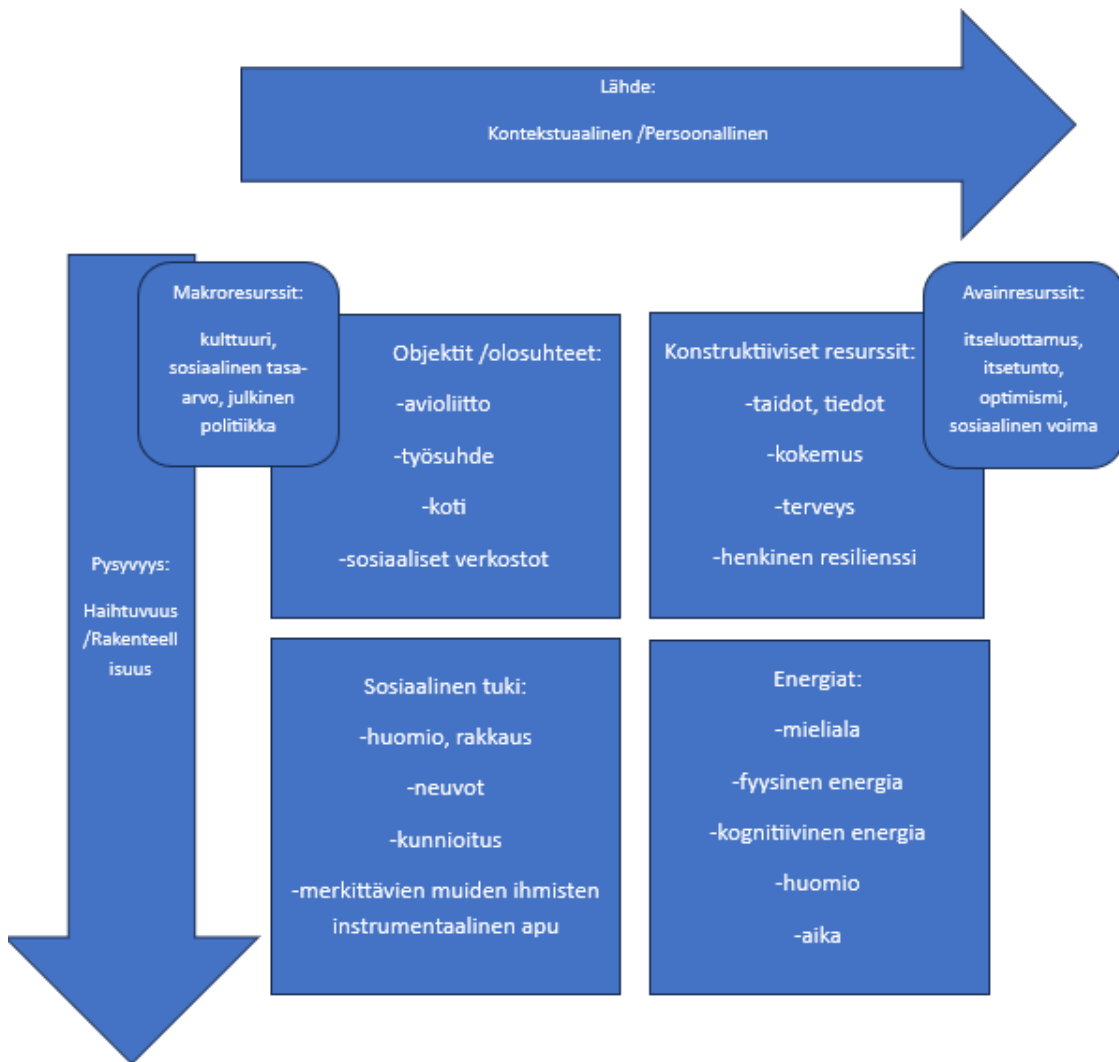 Lähde:
Kontekstuaalinen /Persoonallinen
Makroresurssit:
kulttuuri,
sosiaalinen tasa-
arvo, julkinen
politiikka
Objektit /olosuhteet:
-avioliitto
-työsuhde
-koti
-sosiaaliset verkostot
Konstruktiiviset resurssit:
-taidot, tiedot
-kokemus
-terveys
-henkinen resilienssi
Avainresurssit:
itseluottamus,
itsetunto,
optimismi,
sosiaalinen voima
Pysyvyys:
Haihtuvuus
/Rakenteell
isuus
Sosiaalinen tuki:
-huomio, rakkaus
-neuvot
-kunnioitus
-merkittävien muiden ihmisten
instrumentaalinen apu
Energiat:
-mieliala
-fyysinen energia
-kognitiivinen energia
-huomio
-aika